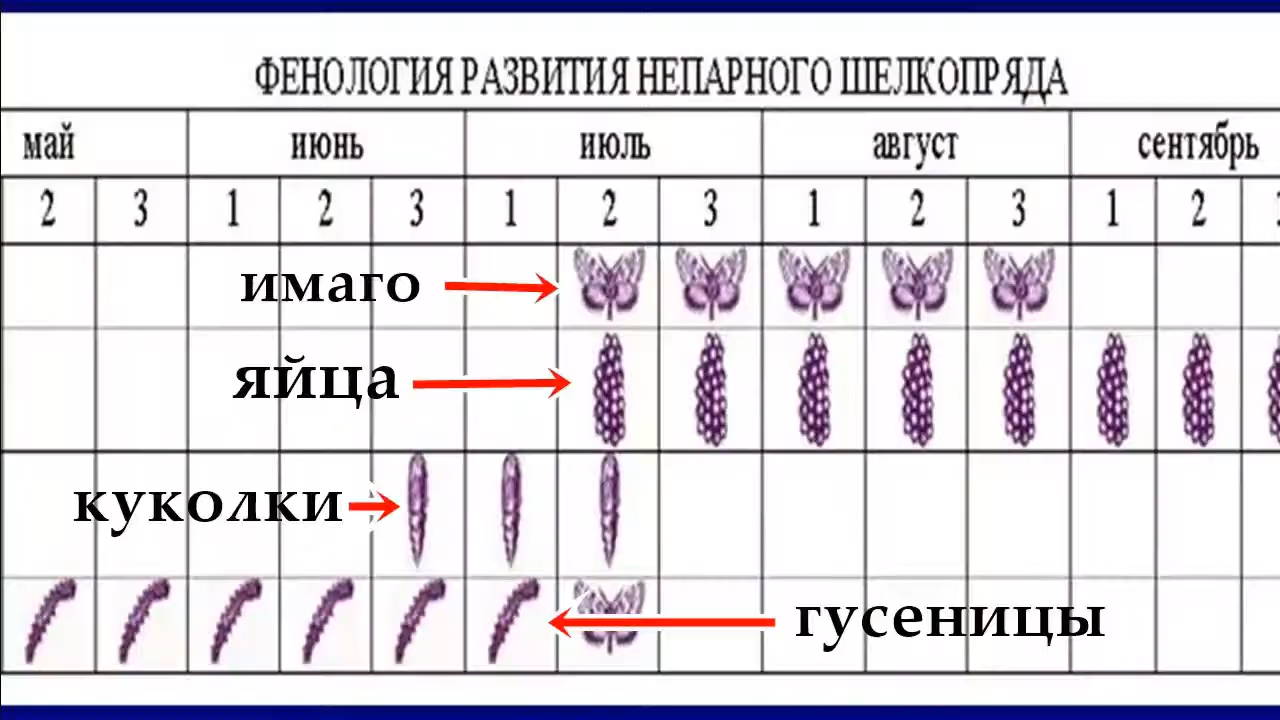 ФЕНОЛОГИЯ РАЗВИТИЯ НЕПАРНОГО ШЕЛКОПРЯДА
май июнь июль август сентябрь
2 3 1 2 3 1 2 3 1 2 3 1 2
имаго
яйца
куколки
гусеницы